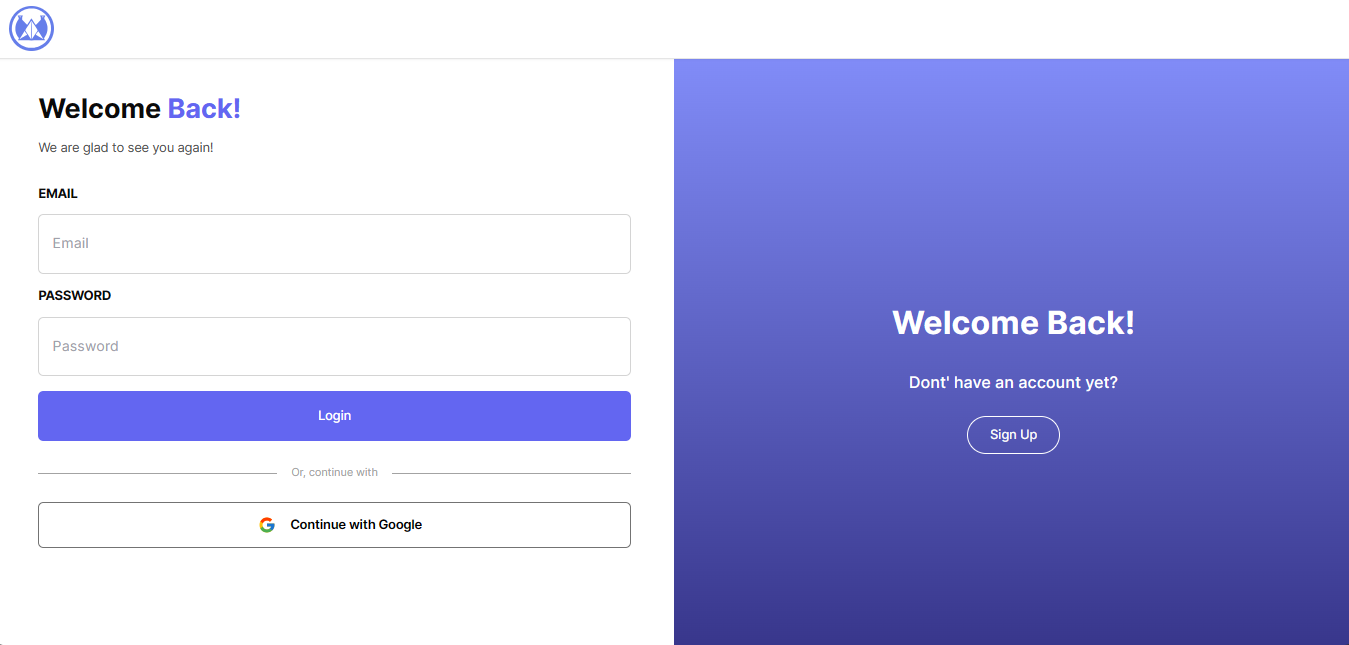 Welcome Back!
We are glad to see you again!
EMAIL
Email
PASSWORD
Password
Login
Or, continue with
Continue with Google
Welcome Back!
Dont' have an account yet?
Sign Up